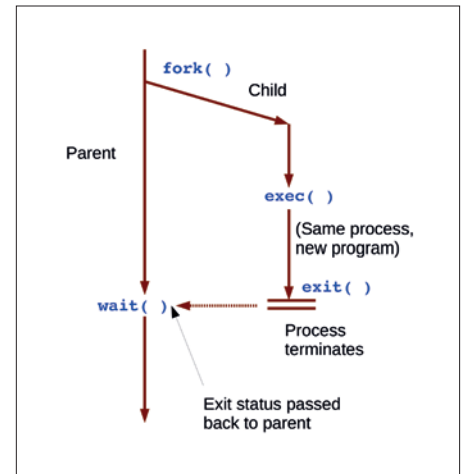 fork( )
Child
Parent
exec( )
(Same process,
new program)
exit( )
wait( )
Process
terminates
Exit status passed
back to parent